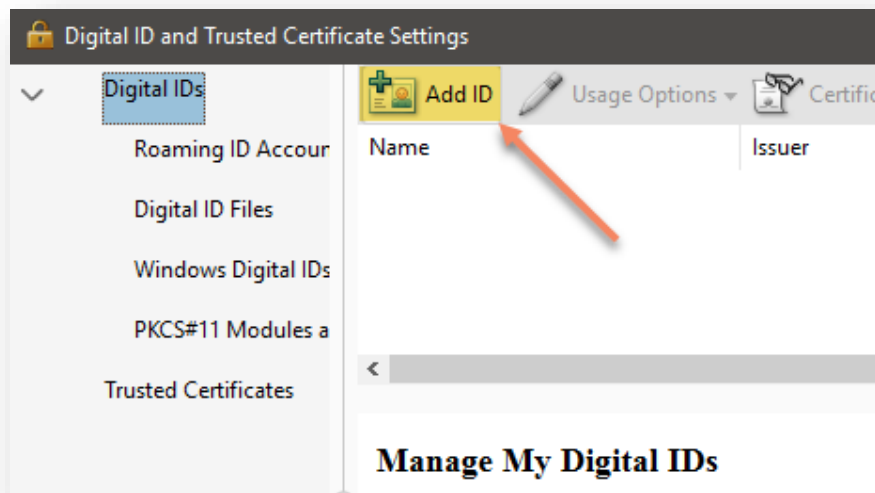 Digital ID and Trusted Certificate Settings
Digital IDs
Add ID
Usage Options
Certific
Roaming ID Accour
Name
Issuer
Digital ID Files
Windows Digital IDs
PKCS#11 Modules a
Trusted Certificates
Manage My Digital IDs